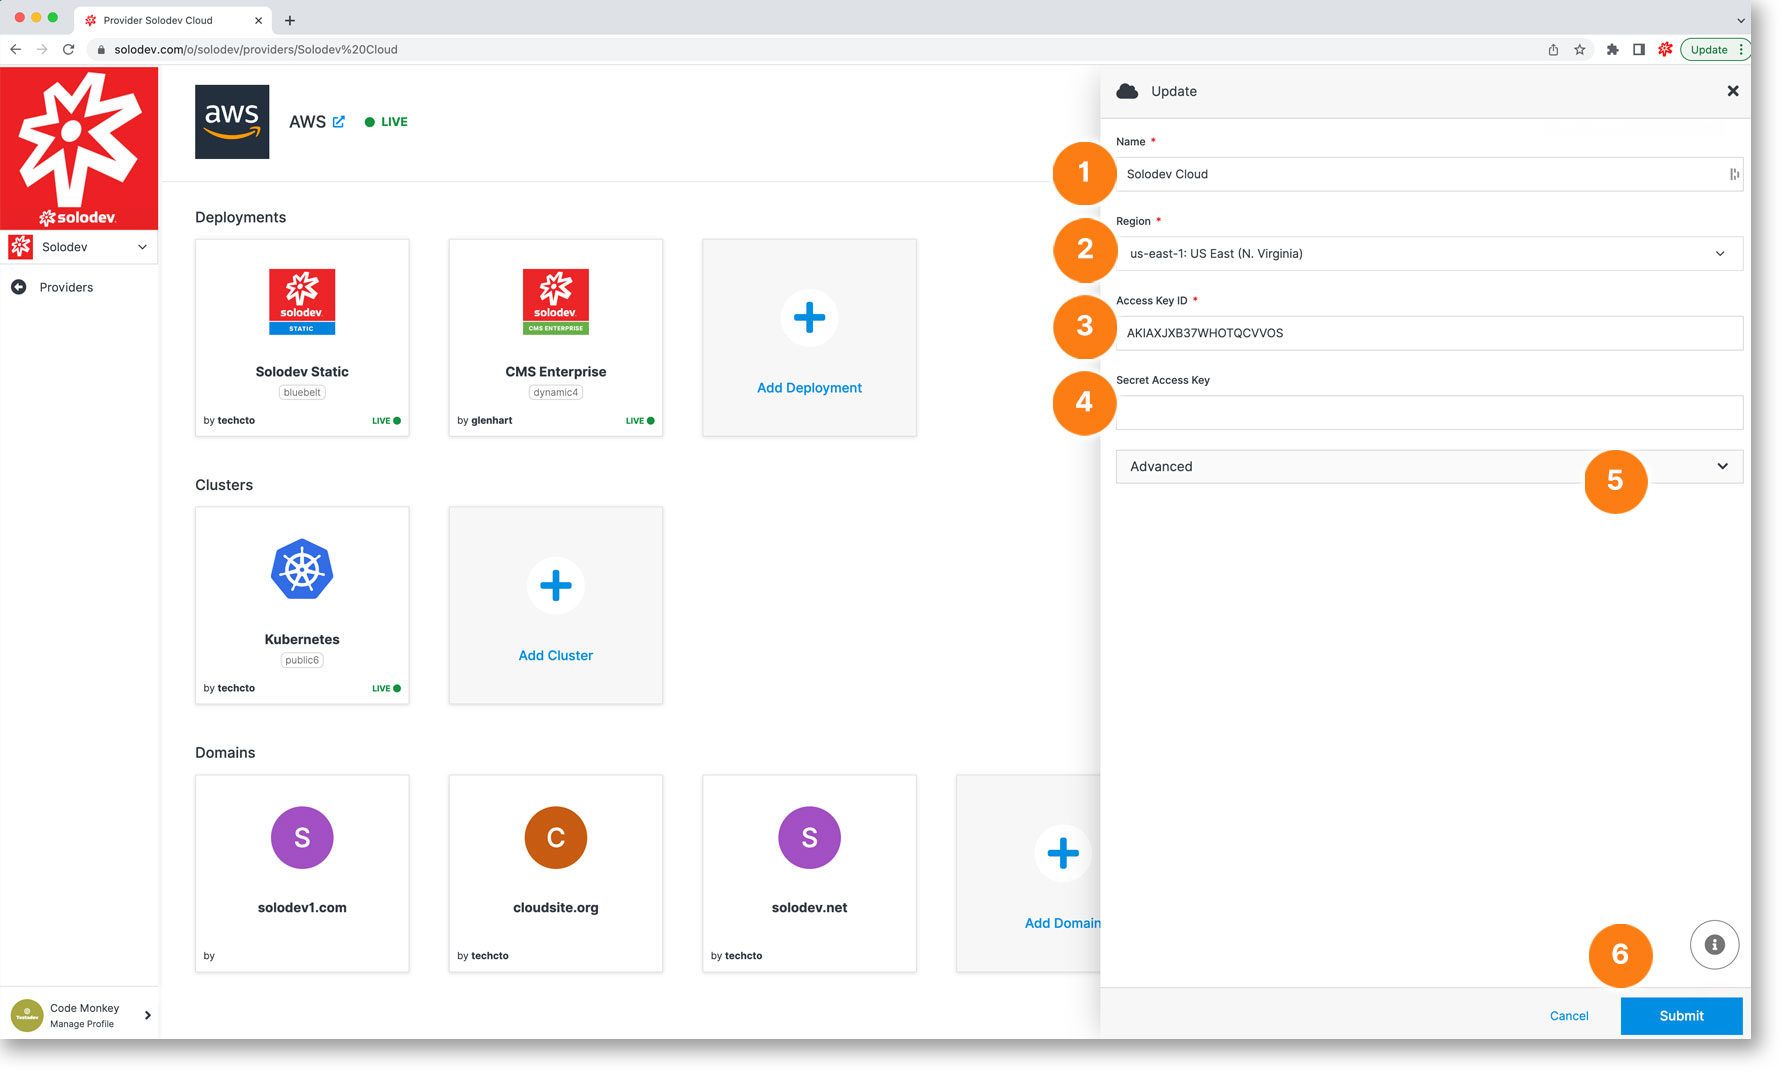 Provider Solodev Cloud
solodev.com/o/solodev/providers/Solodev%20Cloud
Update
solodev
Solodev
Providers
Code Monkey
Manage Profile
aws
AWS
LIVE
Deployments
solodev
STATIC
Solodev Static
bluebelt
by techcto
LIVE
solodev
CMS ENTERPRISE
CMS Enterprise
dynamic4
by glenhart
LIVE
Add Deployment
Clusters
Kubernetes
public6
by techcto
LIVE
Add Cluster
Domains
S
solodev1.com
by
C
cloudsite.org
by techcto
S
solodev.net
by techcto
Add Domain
Update
Name *
1
Solodev Cloud
Region *
2
us-east-1: US East (N. Virginia)
Access Key ID *
3
AKIAXJXB37WHOTQCVVOS
Secret Access Key
4
Advanced
5
6
Cancel
Submit